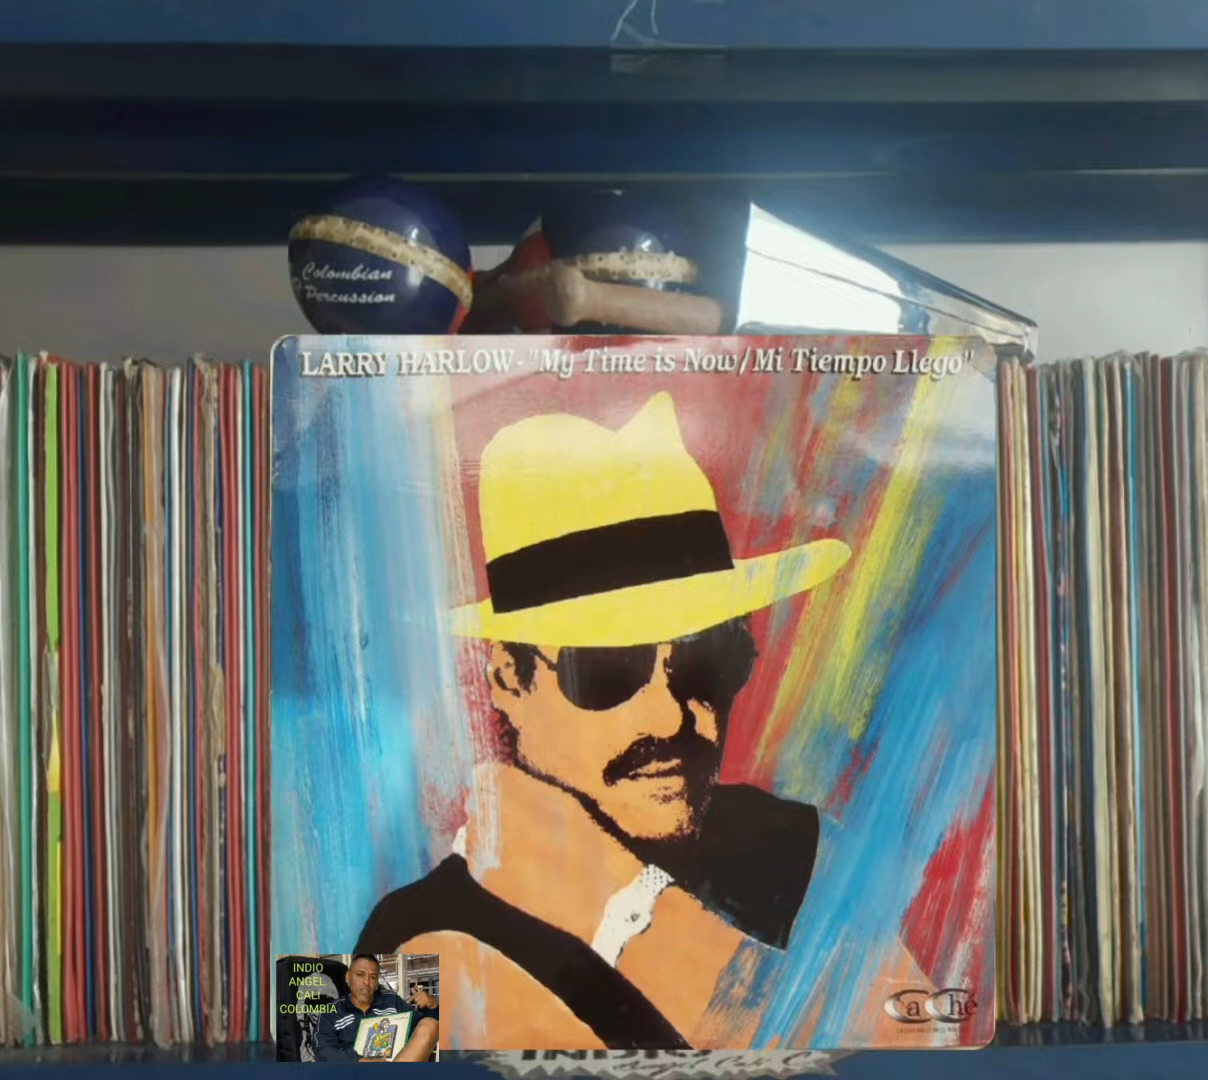 Colombian
Percussion
LARRY HARLOW-"My Time is Now/Mi Tiempo Llego"
INDIO
ANGEL
CALI
COLOMBIA
Caché